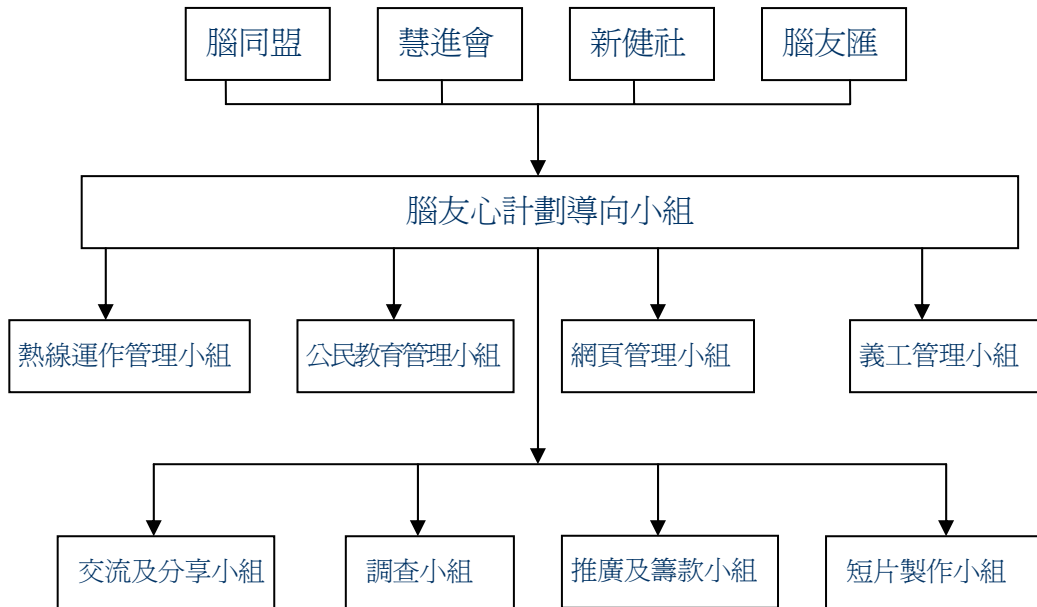 腦同盟
慧進會
新健社
腦友匯
腦友心計劃導向小組
熱線運作管理小組
公民教育管理小組
網頁管理小組
義工管理小組
交流及分享小組
調查小組
推廣及籌款小組
短片製作小組